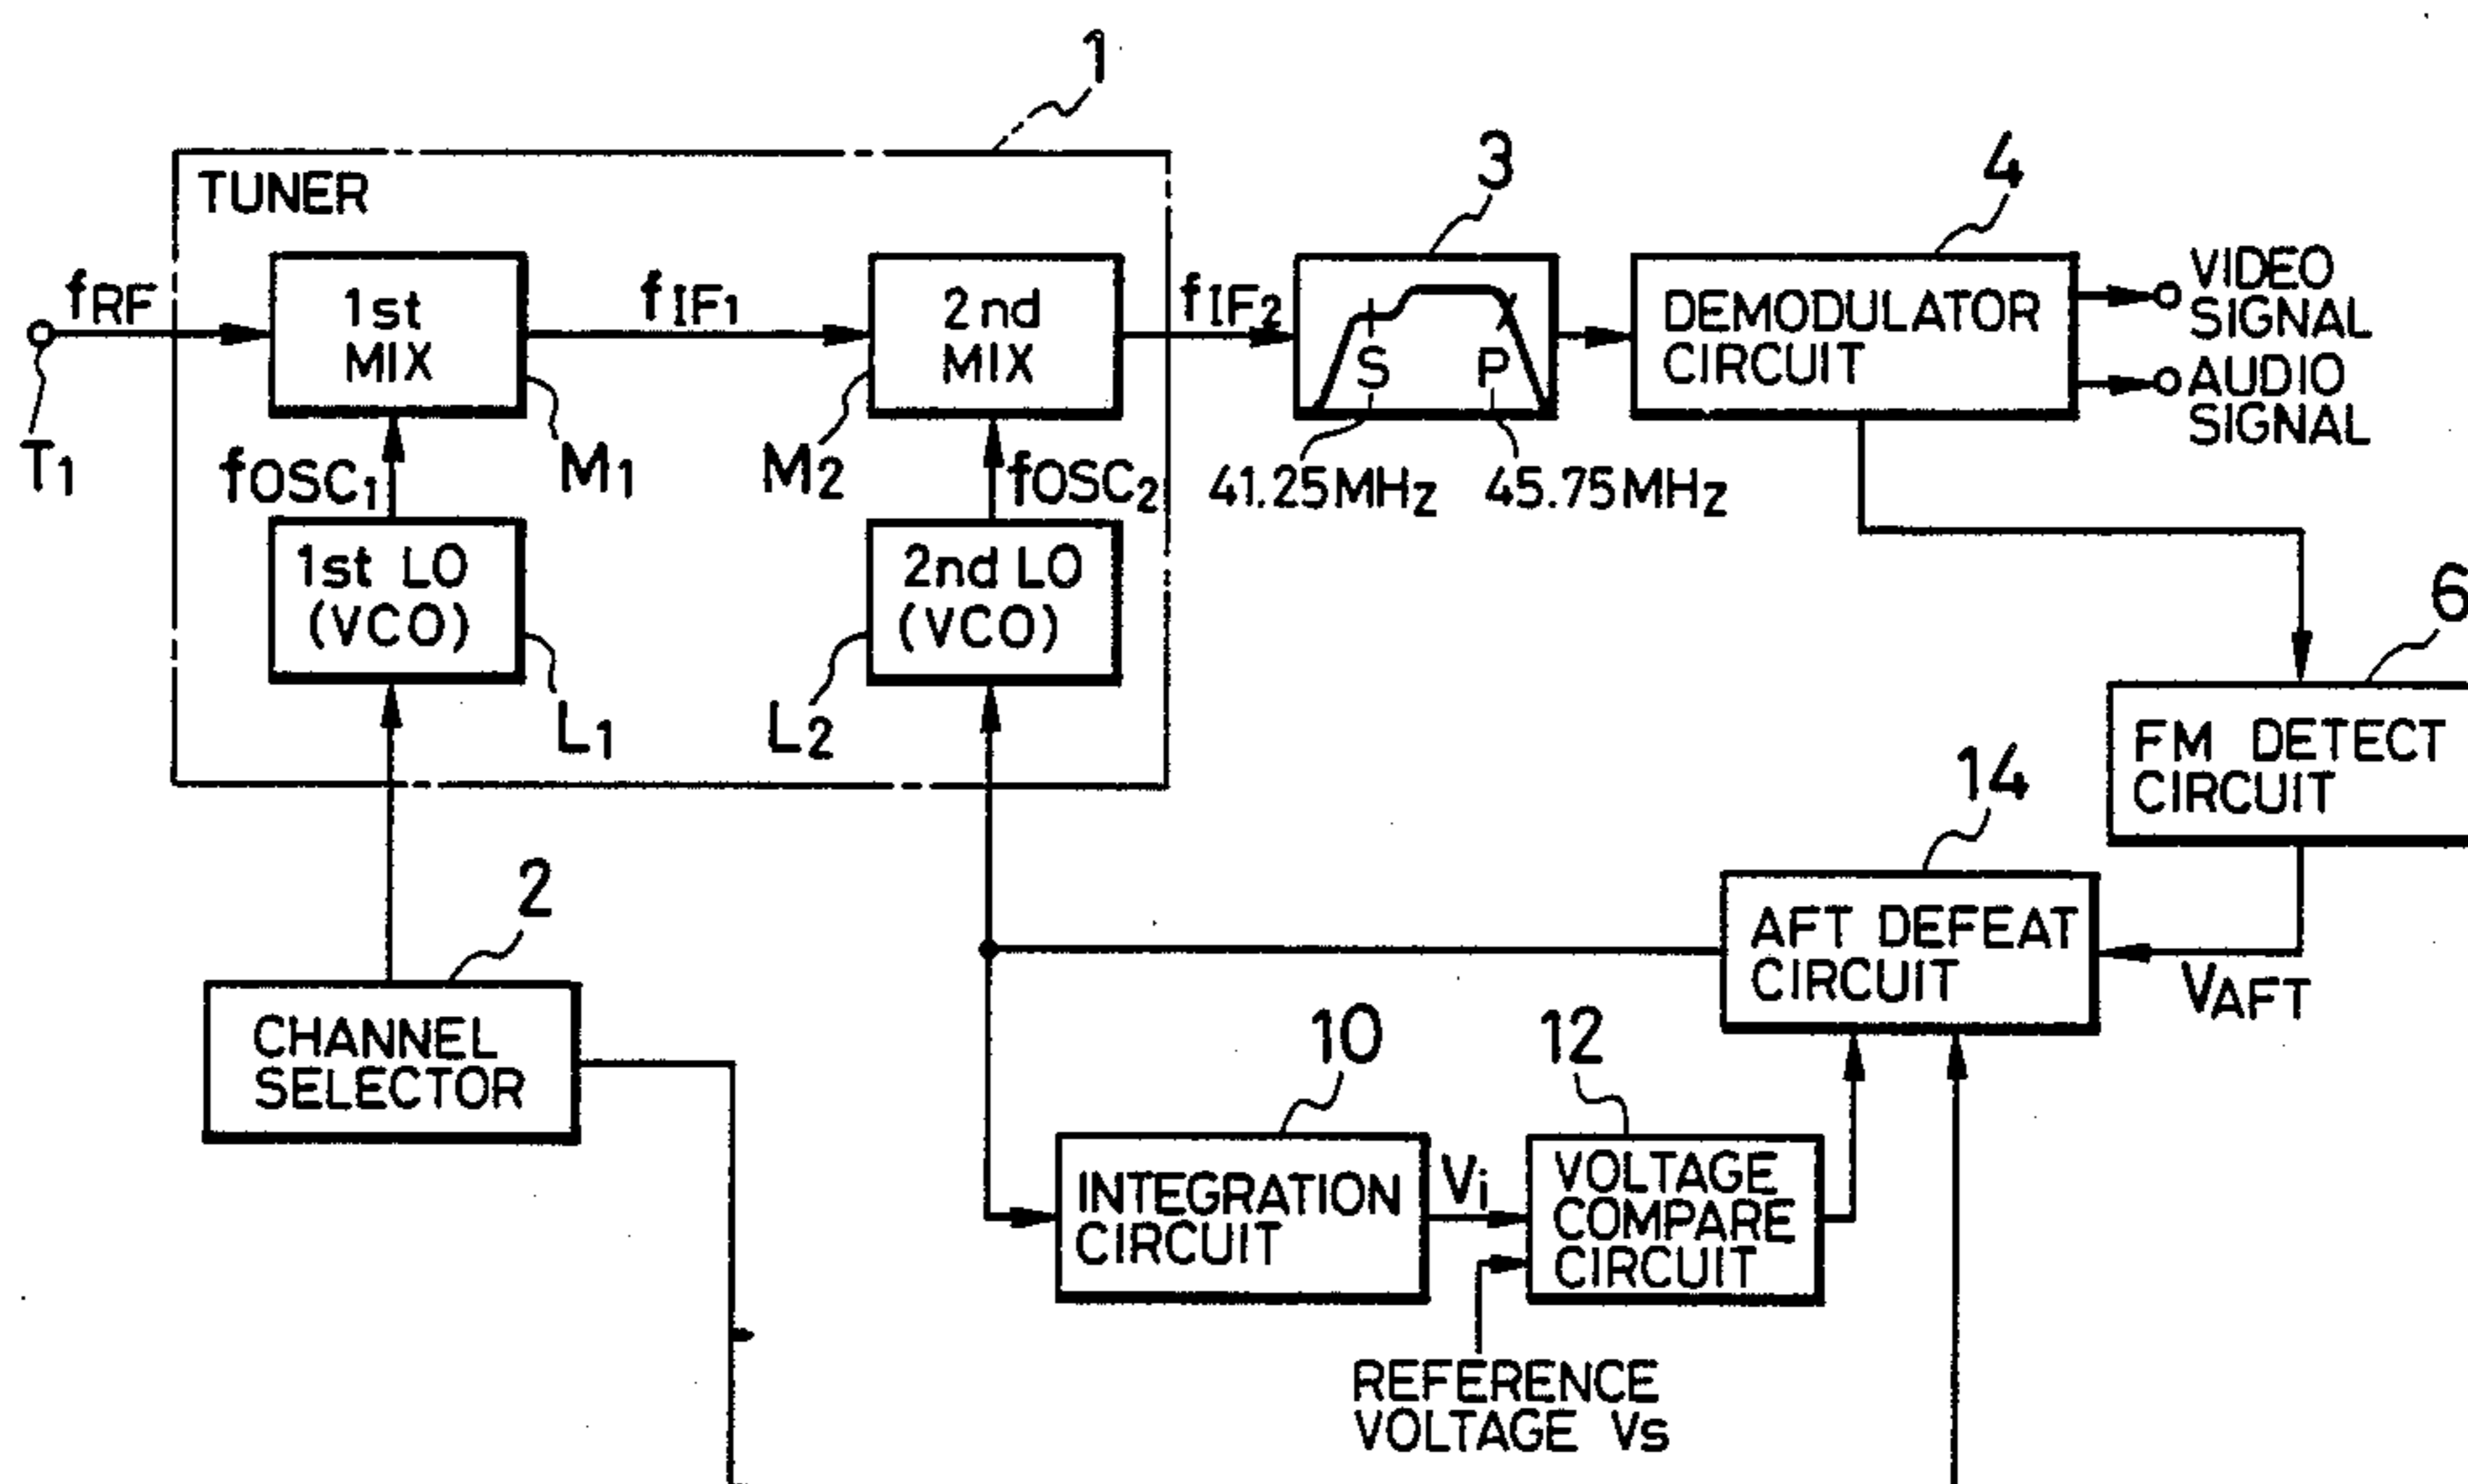 1
TUNER
3
4
fRF
1st
MIX
fIF1
2nd
MIX
fIF2
S
P
DEMODULATOR
CIRCUIT
VIDEO
SIGNAL
AUDIO
SIGNAL
T1
fOSC1
M1
M2
fOSC2
41.25MHz
45.75MHz
1st LO
(VCO)
2nd LO
(VCO)
L1
L2
6
FM DETECT
CIRCUIT
14
AFT DEFEAT
CIRCUIT
VAFT
2
CHANNEL
SELECTOR
10
12
INTEGRATION
CIRCUIT
Vi
VOLTAGE
COMPARE
CIRCUIT
REFERENCE
VOLTAGE Vs